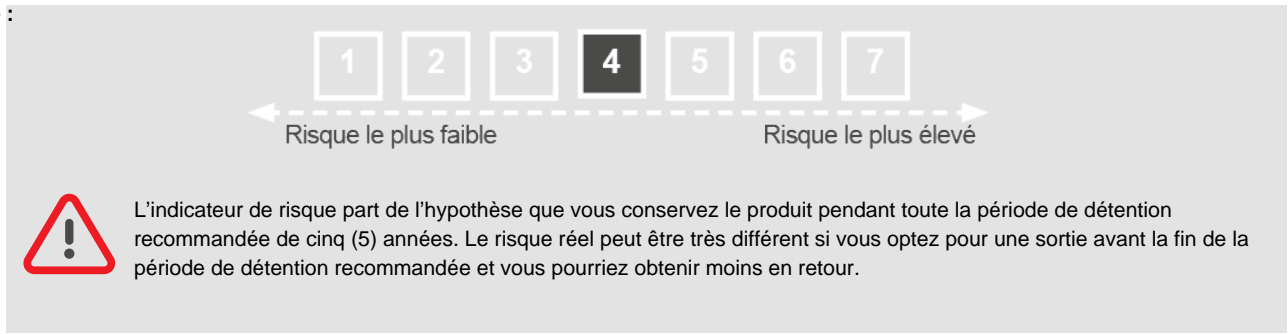 :
1 2 3 4 5 6 7
Risque le plus faible Risque le plus élevé
L'indicateur de risque part de l'hypothèse que vous conservez le produit pendant toute la période de détention
recommandée de cinq (5) années. Le risque réel peut être très différent si vous optez pour une sortie avant la fin de la
période de détention recommandée et vous pourriez obtenir moins en retour.